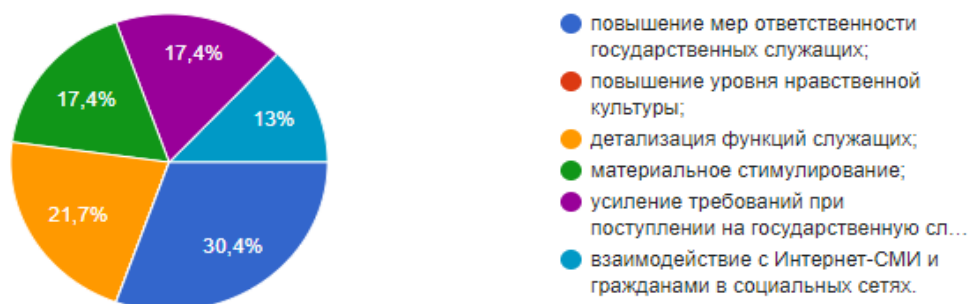 17,4%
17,4%
13%
21,7%
30,4%
повышение мер ответственности
государственных служащих;
повышение уровня нравственной
культуры;
детализация функций служащих;
материальное стимулирование;
усиление требований при
поступлении на государственную сл…
взаимодействие с Интернет-СМИ и
гражданами в социальных сетях.